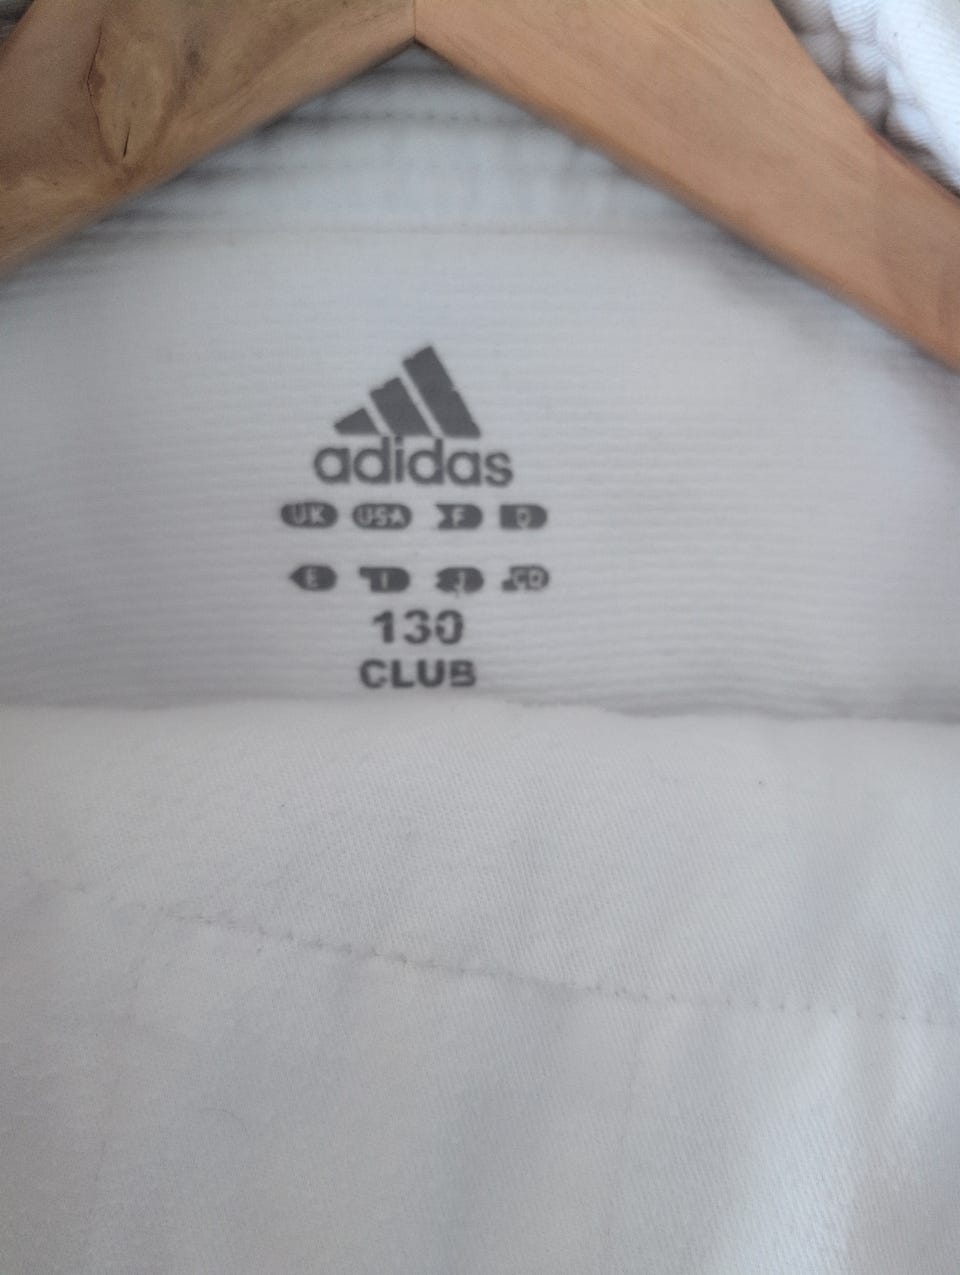 adidas
UK USA F D
E I J CD
130
CLUB